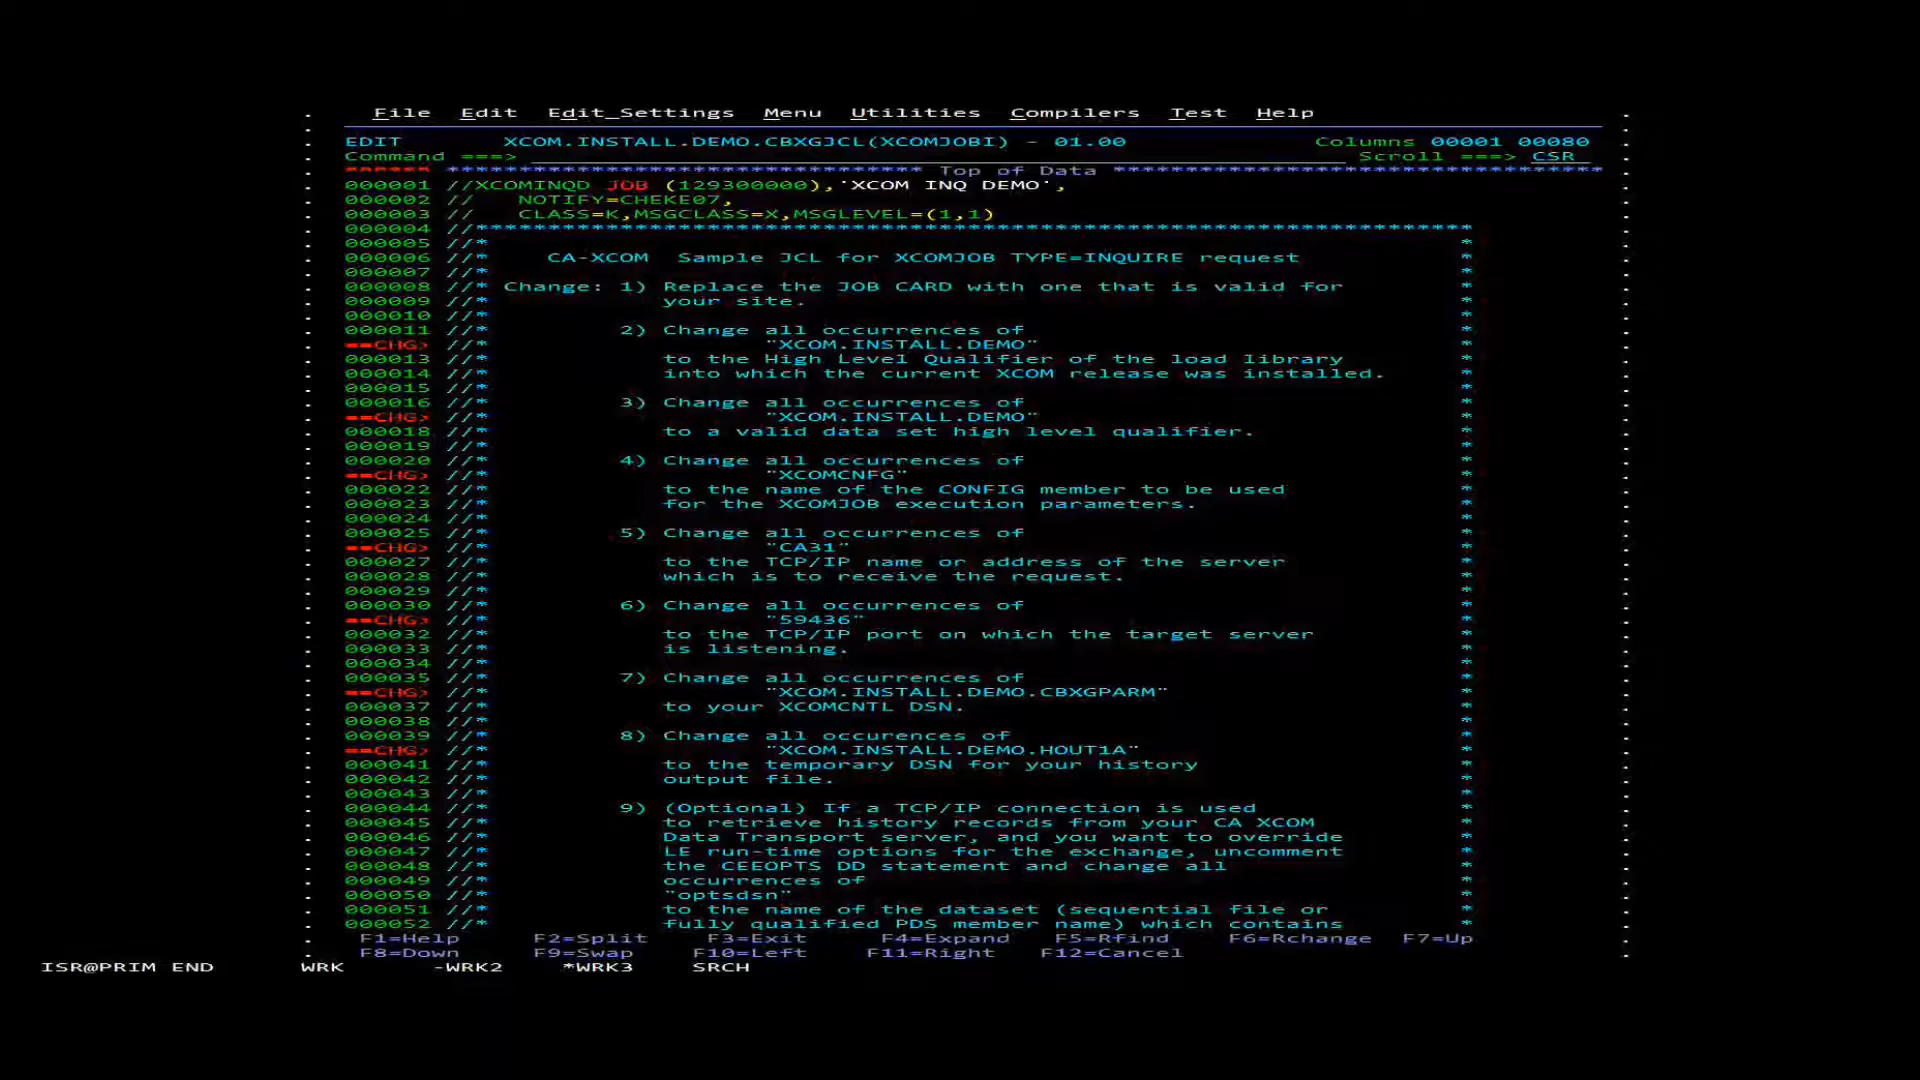 File  Edit  Edit_Settings  Menu  Utilities  Compilers  Test  Help
EDIT       XCOM.INSTALL.DEMO.CBXGJCL(XCOMJOBI) - 01.00             Columns 00001 00080
Command ===>                                                          Scroll ===> CSR
****** ******************************** Top of Data ***********************************
000001 //XCOMINQD JOB (129300000),'XCOM INQ DEMO',
000002 //   NOTIFY=CHEKE07,
000003 //   CLASS=K,MSGCLASS=X,MSGLEVEL=(1,1)
000004 //*********************************************************************
000005 //*                                                                   *
000006 //*    CA-XCOM  Sample JCL for XCOMJOB TYPE=INQUIRE request           *
000007 //*                                                                   *
000008 //* Change: 1) Replace the JOB CARD with one that is valid for        *
000009 //*            your site.                                             *
000010 //*                                                                   *
000011 //*         2) Change all occurrences of                              *
==CHG> //*                   "XCOM.INSTALL.DEMO"                             *
000013 //*            to the High Level Qualifier of the load library        *
000014 //*            into which the current XCOM release was installed.     *
000015 //*                                                                   *
000016 //*         3) Change all occurrences of                              *
==CHG> //*                   "XCOM.INSTALL.DEMO"                             *
000018 //*            to a valid data set high level qualifier.              *
000019 //*                                                                   *
000020 //*         4) Change all occurrences of                              *
==CHG> //*                   "XCOMCNFG"                                      *
000022 //*            to the name of the CONFIG member to be used            *
000023 //*            for the XCOMJOB execution parameters.                  *
000024 //*                                                                   *
000025 //*         5) Change all occurrences of                              *
==CHG> //*                   "CA31"                                          *
000027 //*            to the TCP/IP name or address of the server            *
000028 //*            which is to receive the request.                       *
000029 //*                                                                   *
000030 //*         6) Change all occurrences of                              *
==CHG> //*                   "59436"                                         *
000032 //*            to the TCP/IP port on which the target server          *
000033 //*            is listening.                                          *
000034 //*                                                                   *
000035 //*         7) Change all occurrences of                              *
==CHG> //*                   "XCOM.INSTALL.DEMO.CBXGPARM"                    *
000037 //*            to your XCOMCNTL DSN.                                  *
000038 //*                                                                   *
000039 //*         8) Change all occurences of                               *
==CHG> //*                   "XCOM.INSTALL.DEMO.HOUT1A"                      *
000041 //*            to the temporary DSN for your history                  *
000042 //*            output file.                                           *
000043 //*                                                                   *
000044 //*         9) (Optional) If a TCP/IP connection is used              *
000045 //*            to retrieve history records from your CA XCOM          *
000046 //*            Data Transport server, and you want to override        *
000047 //*            LE run-time options for the exchange, uncomment        *
000048 //*            the CEEOPTS DD statement and change all                *
000049 //*            occurrences of                                         *
000050 //*            "optsdsn"                                              *
000051 //*            to the name of the dataset (sequential file or         *
000052 //*            fully qualified PDS member name) which contains        *
F1=Help     F2=Split    F3=Exit     F4=Expand   F5=Rfind    F6=Rchange  F7=Up
F8=Down     F9=Swap     F10=Left    F11=Right   F12=Cancel
ISR@PRIM END      WRK      -WRK2    *WRK3    SRCH